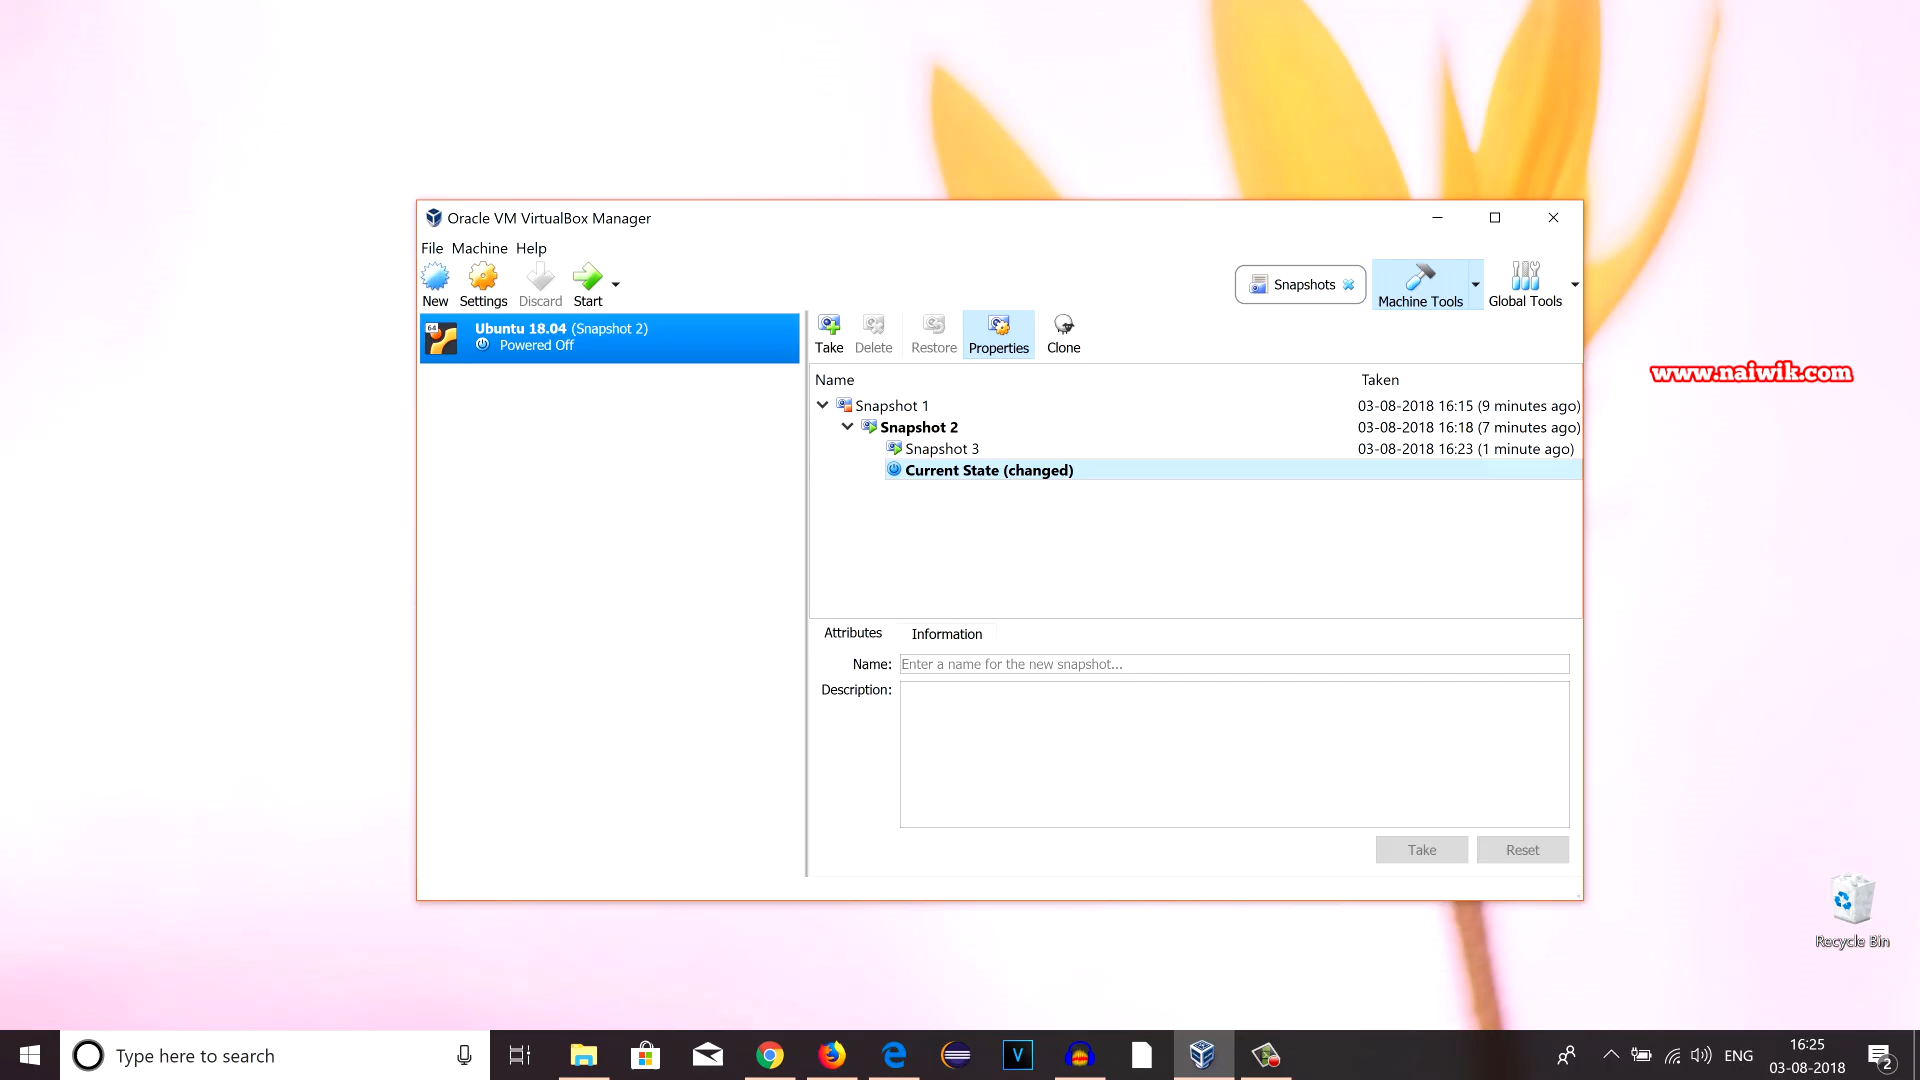 Oracle VM VirtualBox Manager
File Machine Help
New Settings Discard Start
Snapshots Machine Tools Global Tools
64
Ubuntu 18.04 (Snapshot 2)
Powered Off
Take Delete Restore Properties Clone
Name Taken
Snapshot 1 03-08-2018 16:15 (9 minutes ago)
Snapshot 2 03-08-2018 16:18 (7 minutes ago)
Snapshot 3 03-08-2018 16:23 (1 minute ago)
Current State (changed)
Attributes Information
Name: Enter a name for the new snapshot...
Description:
Take Reset
www.naiwik.com
Recycle Bin
Type here to search
V
ENG
16:25
03-08-2018
2